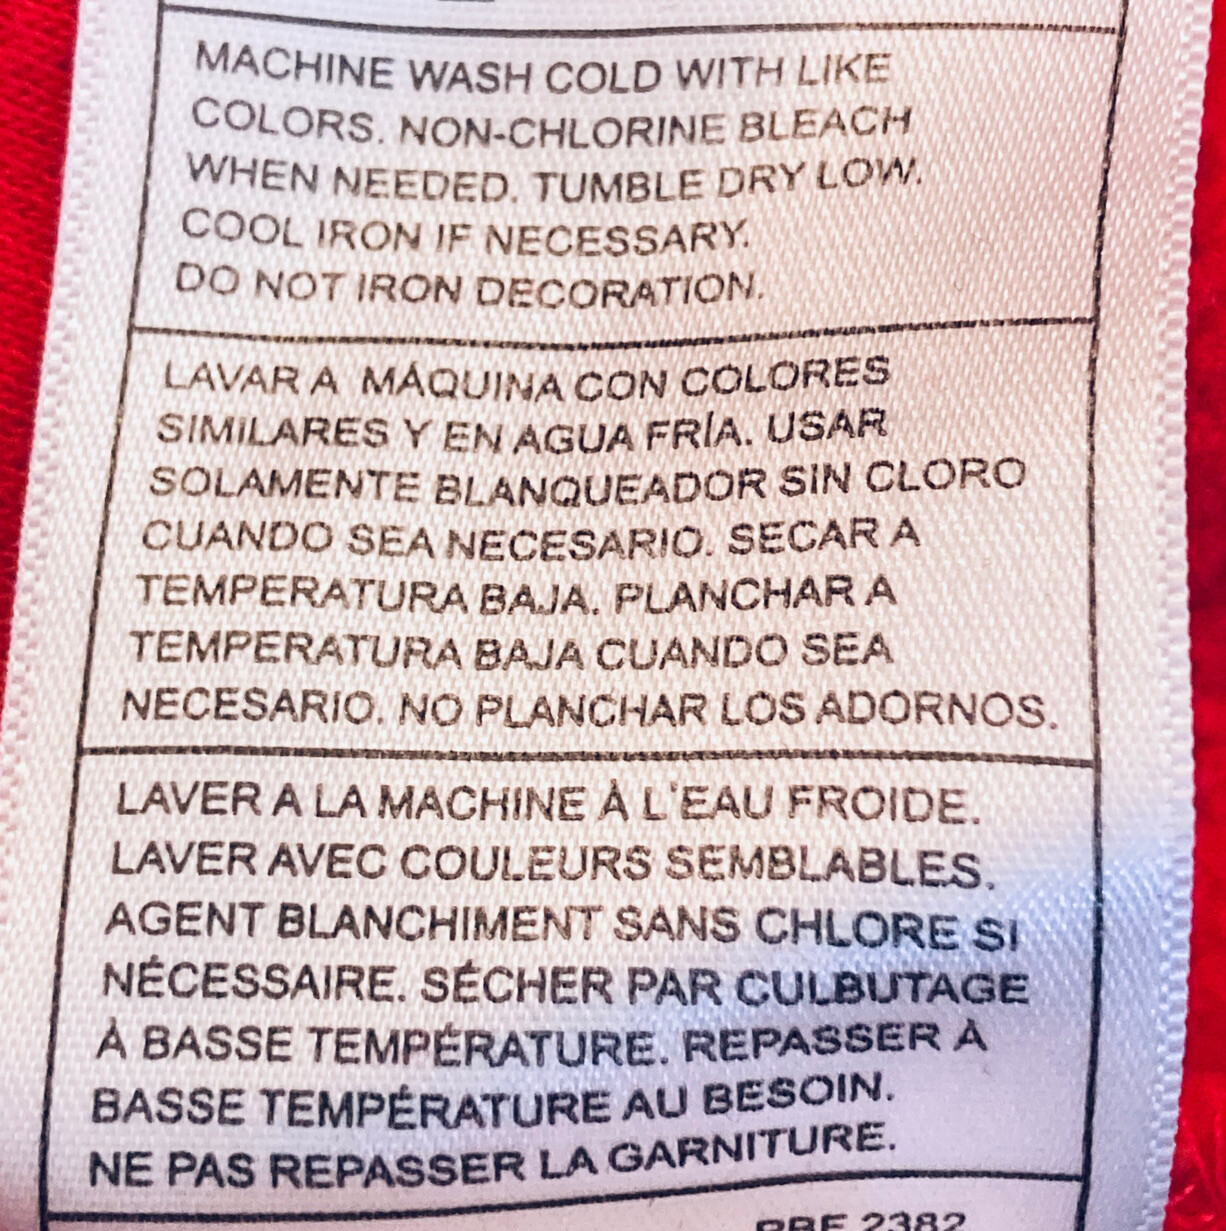 MACHINE WASH COLD WITH LIKE
COLORS. NON-CHLORINE BLEACH
WHEN NEEDED. TUMBLE DRY LOW.
COOL IRON IF NECESSARY.
DO NOT IRON DECORATION.
LAVAR A MÁQUINA CON COLORES
SIMILARES Y EN AGUA FRÍA. USAR
SOLAMENTE BLANQUEADOR SIN CLORO
CUANDO SEA NECESARIO. SECAR A
TEMPERATURA BAJA. PLANCHAR A
TEMPERATURA BAJA CUANDO SEA
NECESARIO. NO PLANCHAR LOS ADORNOS.
LAVER A LA MACHINE À L'EAU FROIDE.
LAVER AVEC COULEURS SEMBLABLES.
AGENT BLANCHIMENT SANS CHLORE SI
NÉCESSAIRE. SÉCHER PAR CULBUTAGE
À BASSE TEMPÉRATURE. REPASSER À
BASSE TEMPÉRATURE AU BESOIN.
NE PAS REPASSER LA GARNITURE.
2382